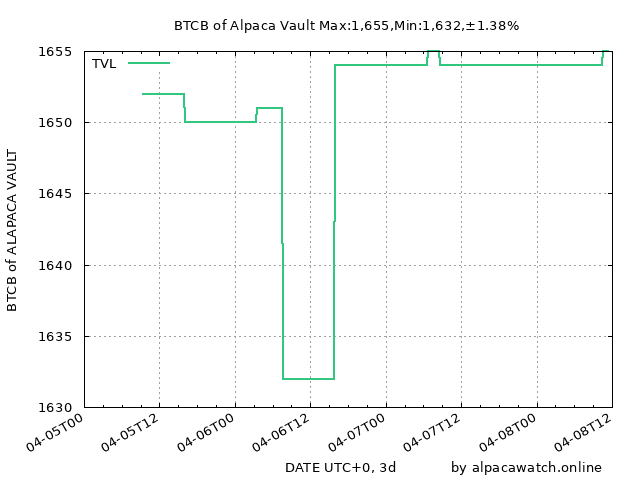 BTCB of Alpaca Vault Max:1,655,Min:1,632,±1.38%
TVL
1655
1650
1645
1640
1635
1630
BTCB of ALAPACA VAULT
04-05T00
04-05T12
04-06T00
04-06T12
04-07T00
04-07T12
04-08T00
04-08T12
DATE UTC+0, 3d by alpacawatch.online